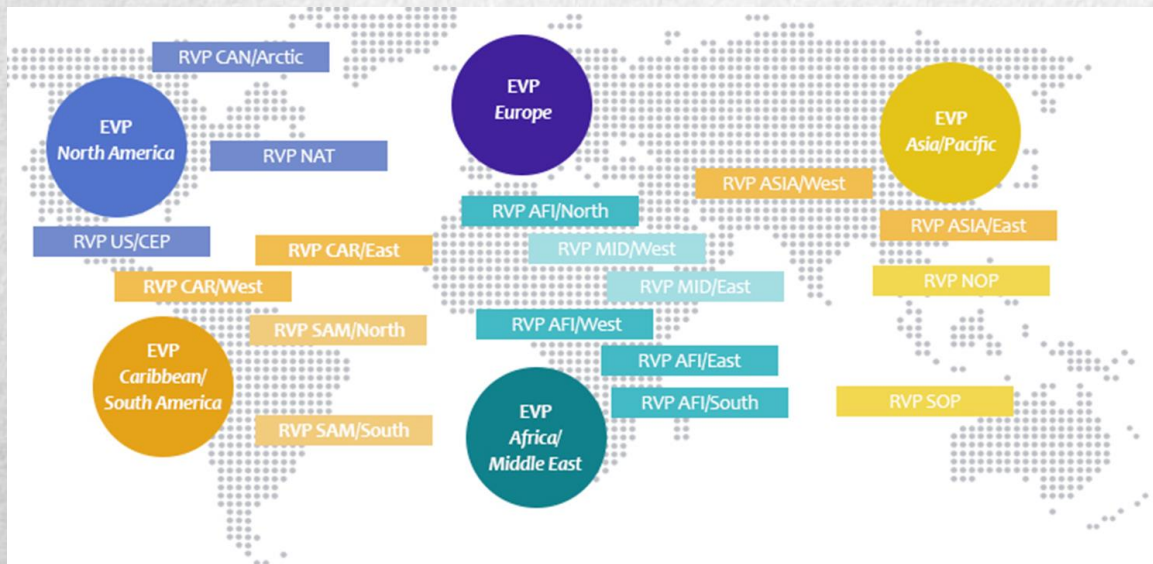 RVP CAN/Arctic
EVP
North America
RVP NAT
RVP US/CEP
RVP CAR/East
RVP CAR/West
RVP SAM/North
EVP
Caribbean/
South America
RVP SAM/South
EVP
Europe
RVP AFI/North
RVP MID/West
RVP MID/East
RVP AFI/West
RVP AFI/East
RVP AFI/South
EVP
Africa/
Middle East
EVP
Asia/Pacific
RVP ASIA/West
RVP ASIA/East
RVP NOP
RVP SOP